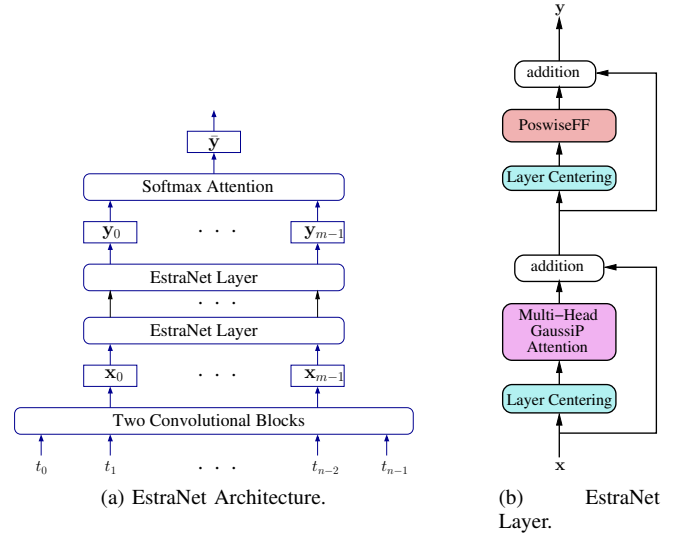 ȳ
Softmax Attention
y0 . . . ym−1
EstraNet Layer
. . .
EstraNet Layer
x0 . . . xm−1
Two Convolutional Blocks
t0 t1 . . . tn−2 tn−1
(a) EstraNet Architecture.
y
addition
PoswiseFF
Layer Centering
addition
Multi−Head
GaussiP
Attention
Layer Centering
x
(b) EstraNet
Layer.